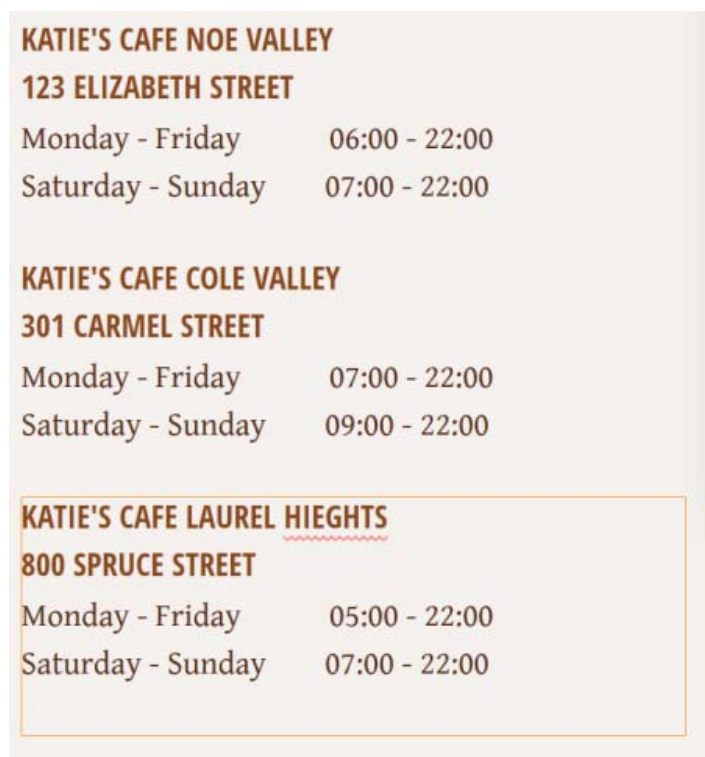 KATIE'S CAFE NOE VALLEY
123 ELIZABETH STREET
Monday - Friday 06:00 - 22:00
Saturday - Sunday 07:00 - 22:00
KATIE'S CAFE COLE VALLEY
301 CARMEL STREET
Monday - Friday 07:00 - 22:00
Saturday - Sunday 09:00 - 22:00
KATIE'S CAFE LAUREL HIEGHTS
800 SPRUCE STREET
Monday - Friday 05:00 - 22:00
Saturday - Sunday 07:00 - 22:00